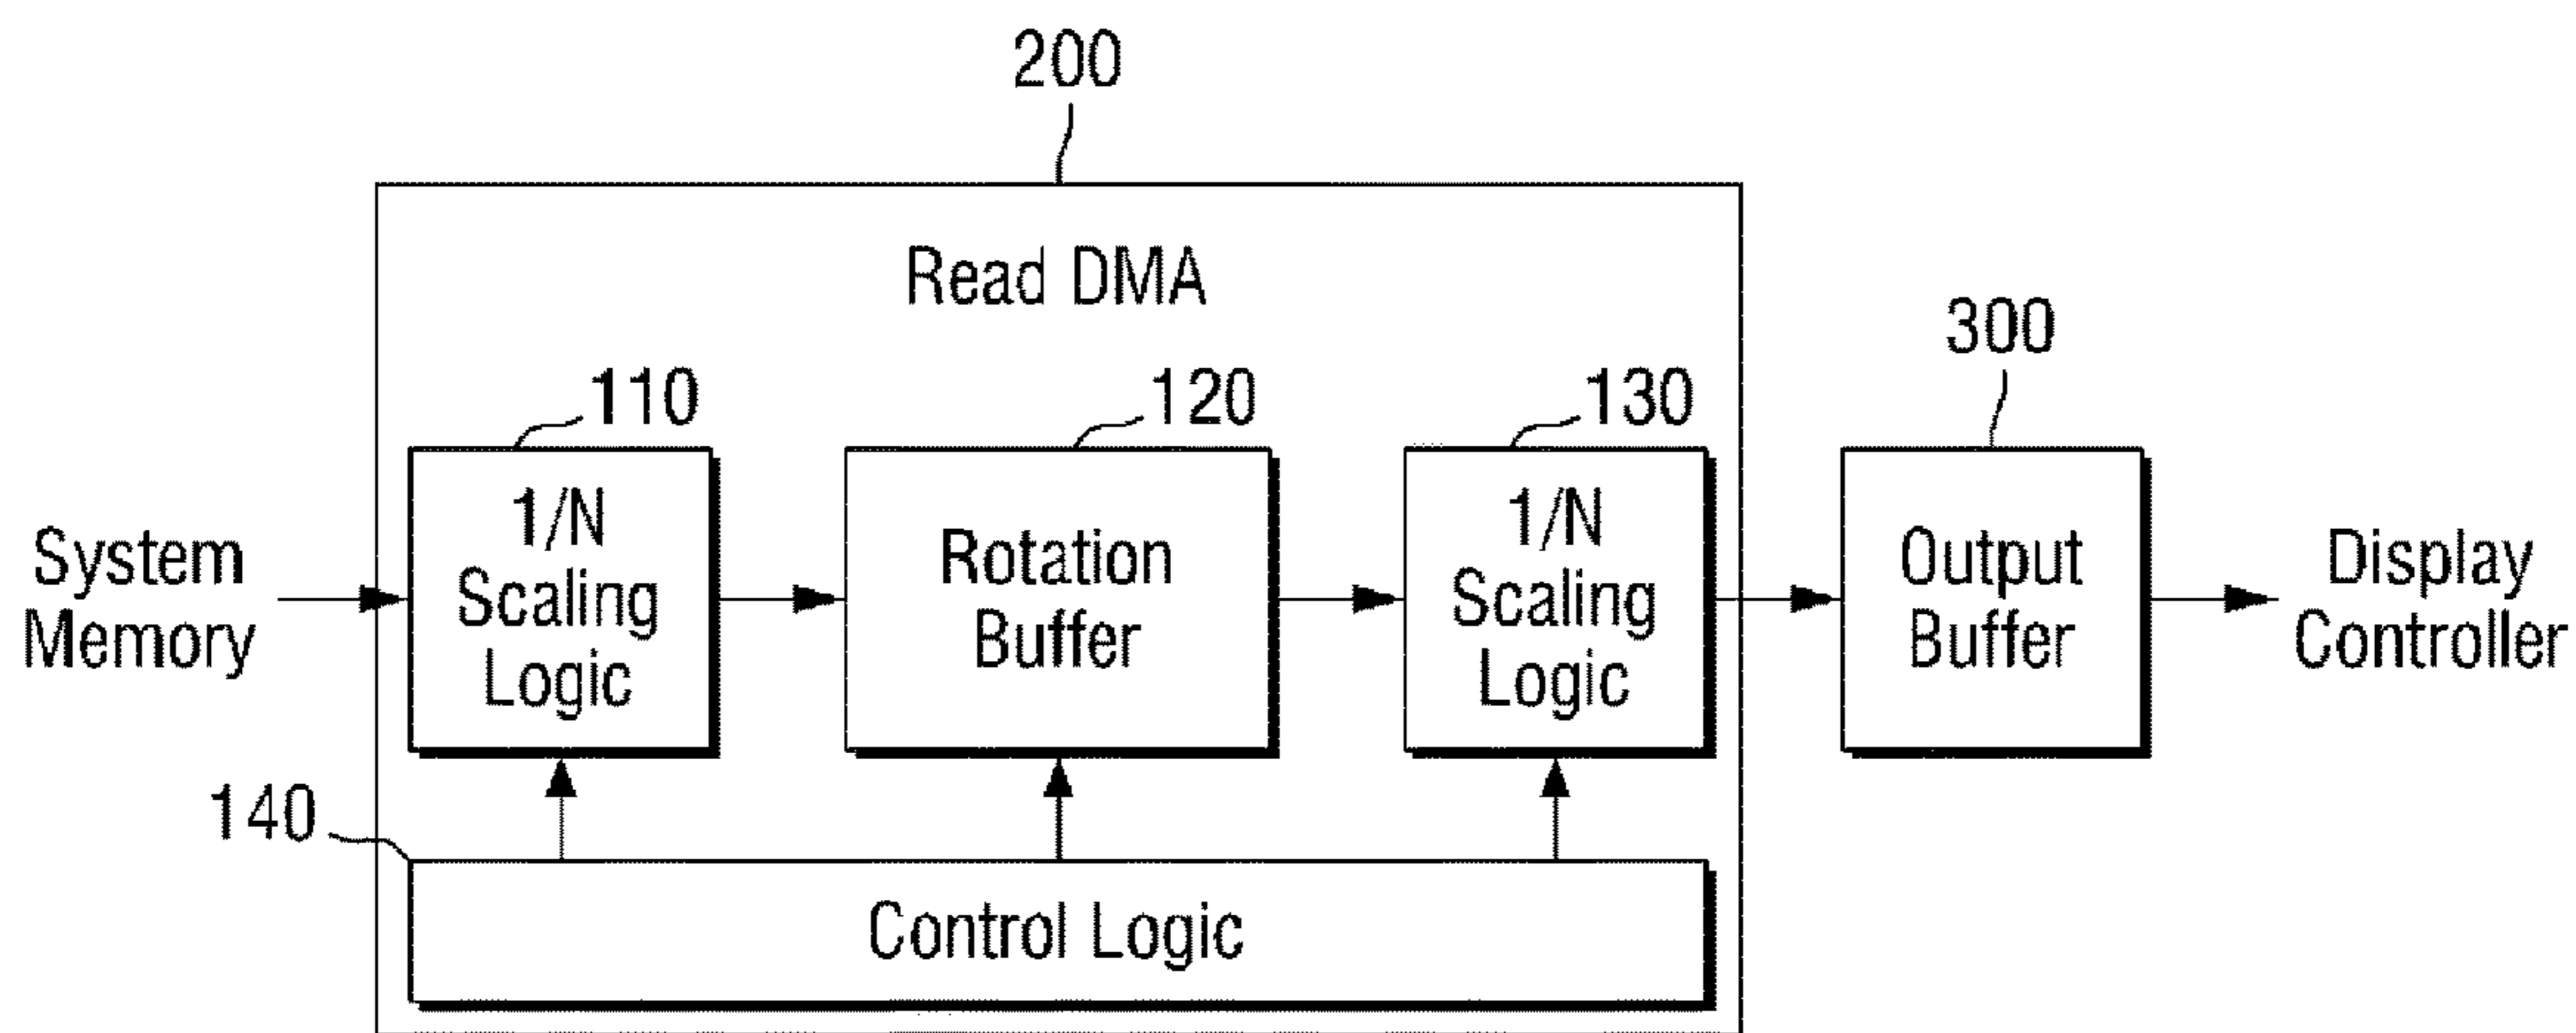 200
Read DMA
300
110
120
130
System
Memory
1/N
Scaling
Logic
Rotation
Buffer
1/N
Scaling
Logic
Output
Buffer
Display
Controller
140
Control Logic